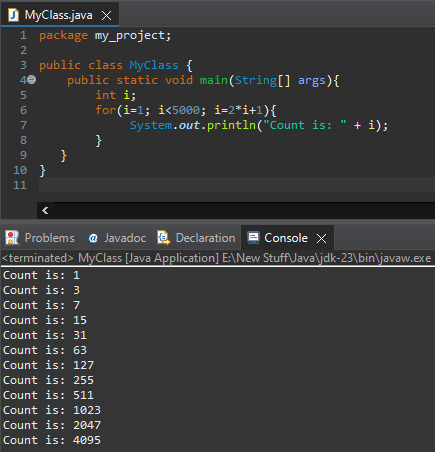 MyClass.java
1 package my_project;
2
3 public class MyClass {
4 public static void main(String[] args){
5 int i;
6 for(i=1; i<5000; i=2*i+1){
7 System.out.println("Count is: " + i);
8 }
9 }
10 }
11
Problems Javadoc Declaration Console
<terminated> MyClass [Java Application] E:\New Stuff\Java\jdk-23\bin\javaw.exe
Count is: 1
Count is: 3
Count is: 7
Count is: 15
Count is: 31
Count is: 63
Count is: 127
Count is: 255
Count is: 511
Count is: 1023
Count is: 2047
Count is: 4095